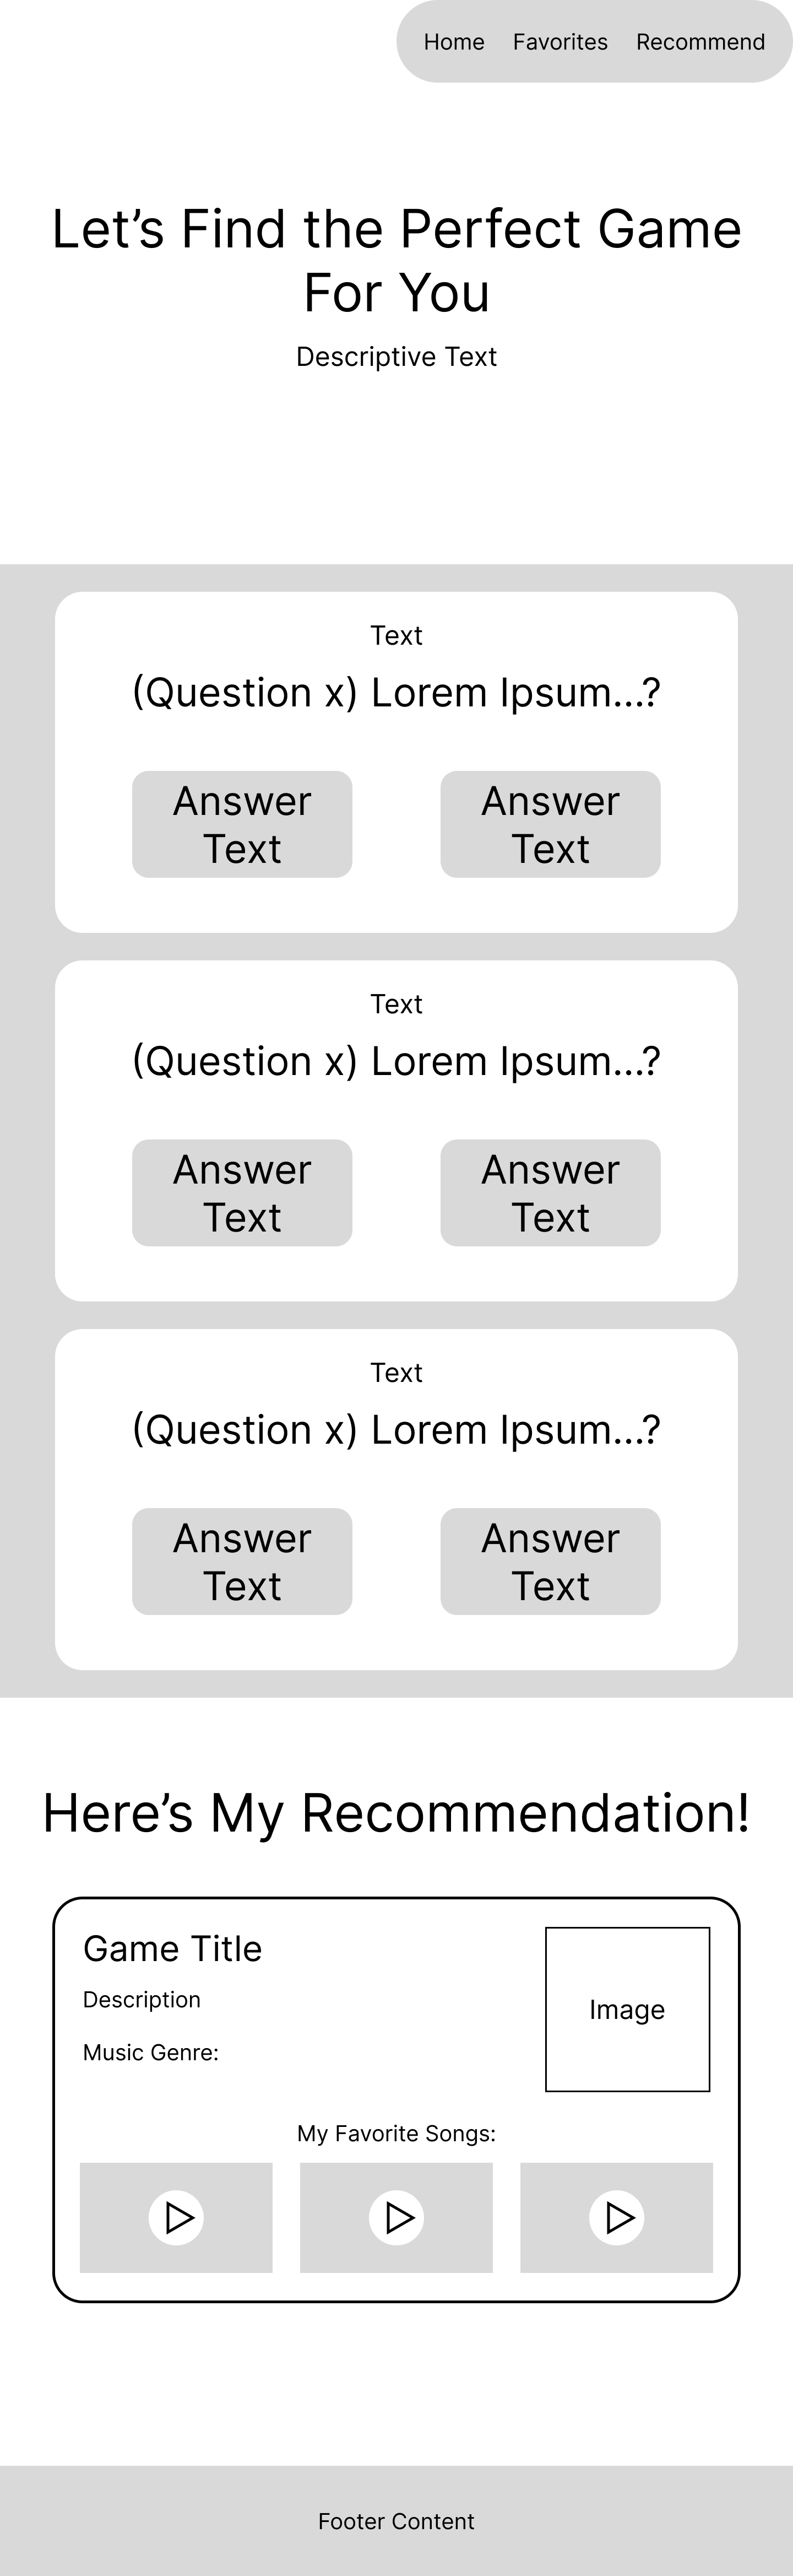 Home Favorites Recommend
Let’s Find the Perfect Game
For You
Descriptive Text
Text
(Question x) Lorem Ipsum...?
Answer
Text
Answer
Text
Text
(Question x) Lorem Ipsum...?
Answer
Text
Answer
Text
Text
(Question x) Lorem Ipsum...?
Answer
Text
Answer
Text
Here’s My Recommendation!
Game Title
Description
Music Genre:
Image
My Favorite Songs:
Footer Content